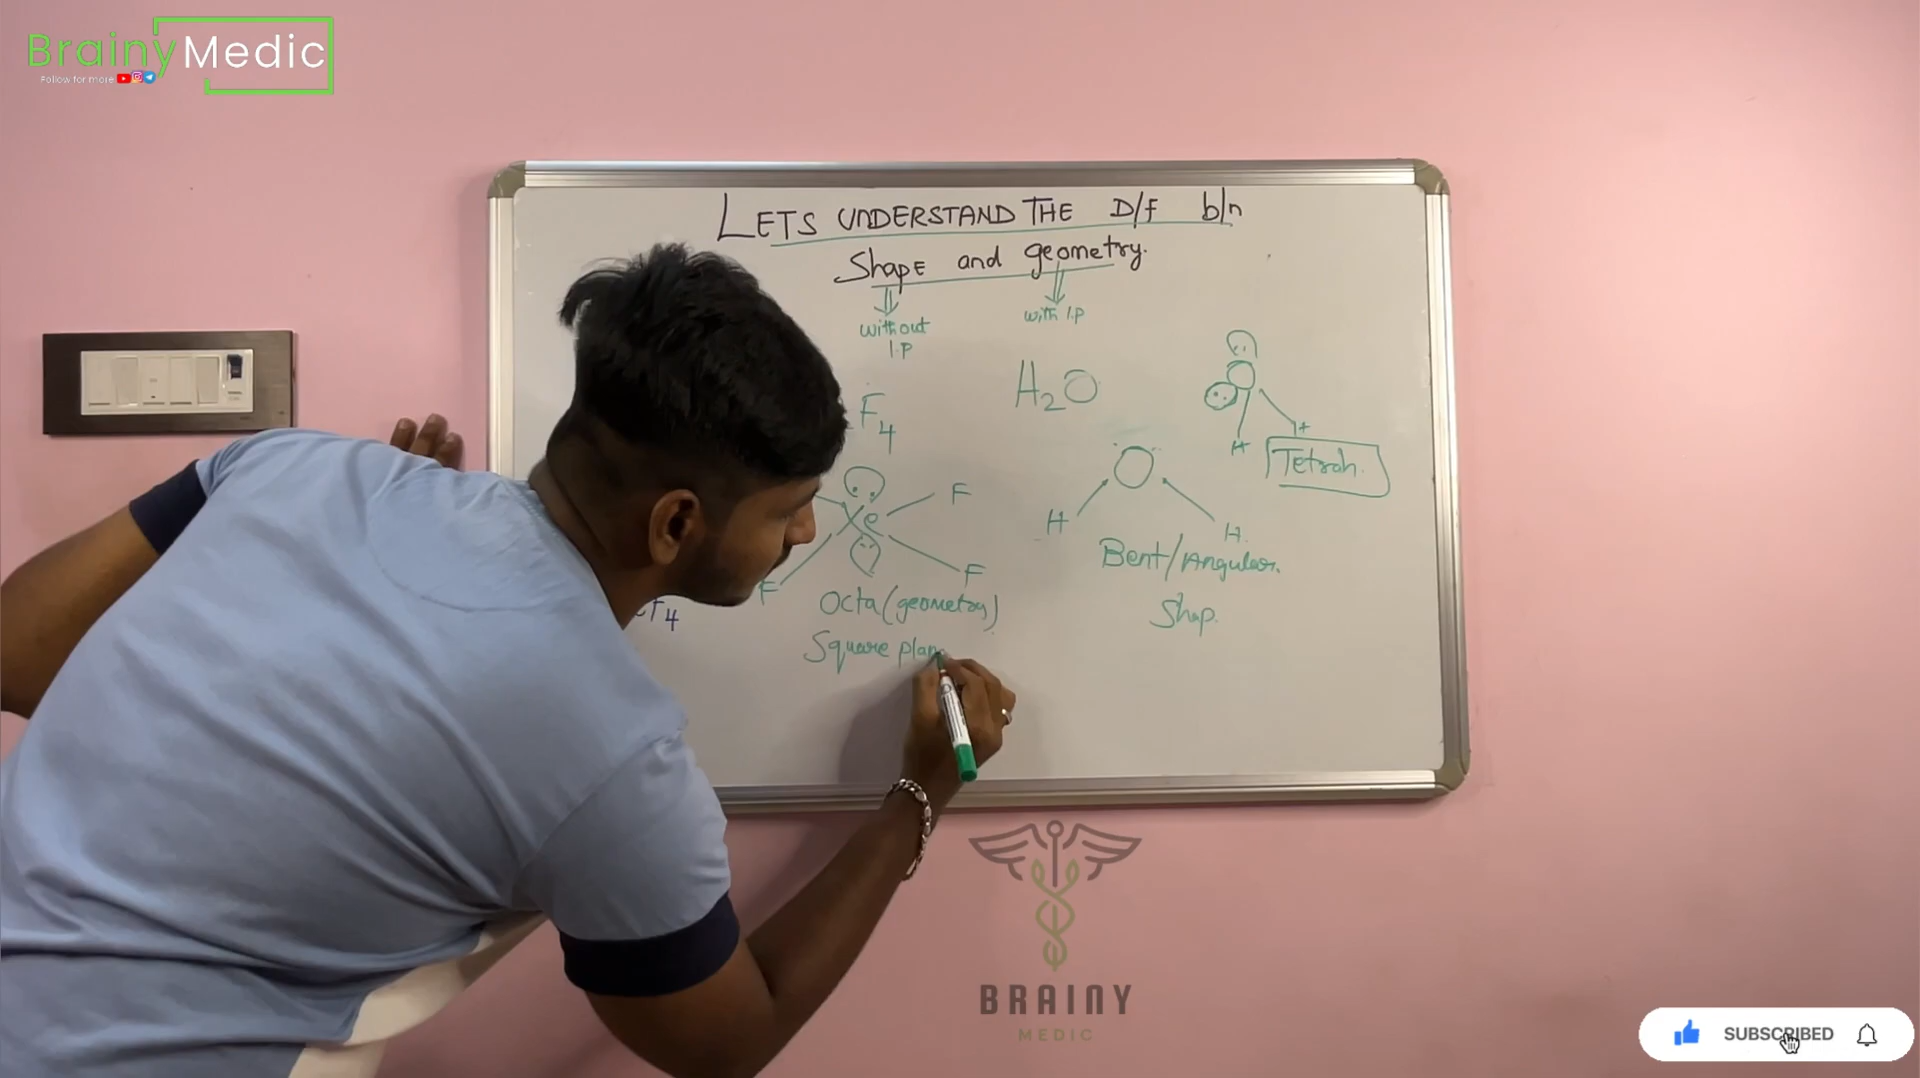 BrainyMedic
Follow for more
LETS UNDERSTAND THE D/f b/n
Shape and geometry.
without
l.p
with l.p
F4
H2O
H
H
Tetrah.
F
Xe
F
F
O
H
H.
Bent/Angular.
Shap.
Octa (geometry)
F4
Square plan
BRAINY
MEDIC
SUBSCRIBED